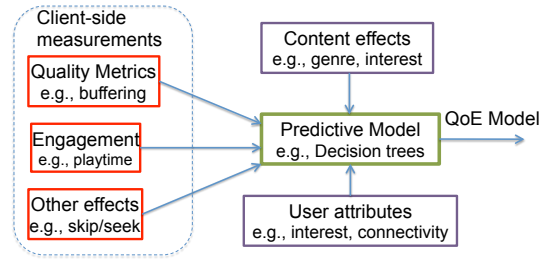 Client-side
measurements
Quality Metrics
e.g., buffering
Engagement
e.g., playtime
Other effects
e.g., skip/seek
Content effects
e.g., genre, interest
Predictive Model
e.g., Decision trees
User attributes
e.g., interest, connectivity
QoE Model